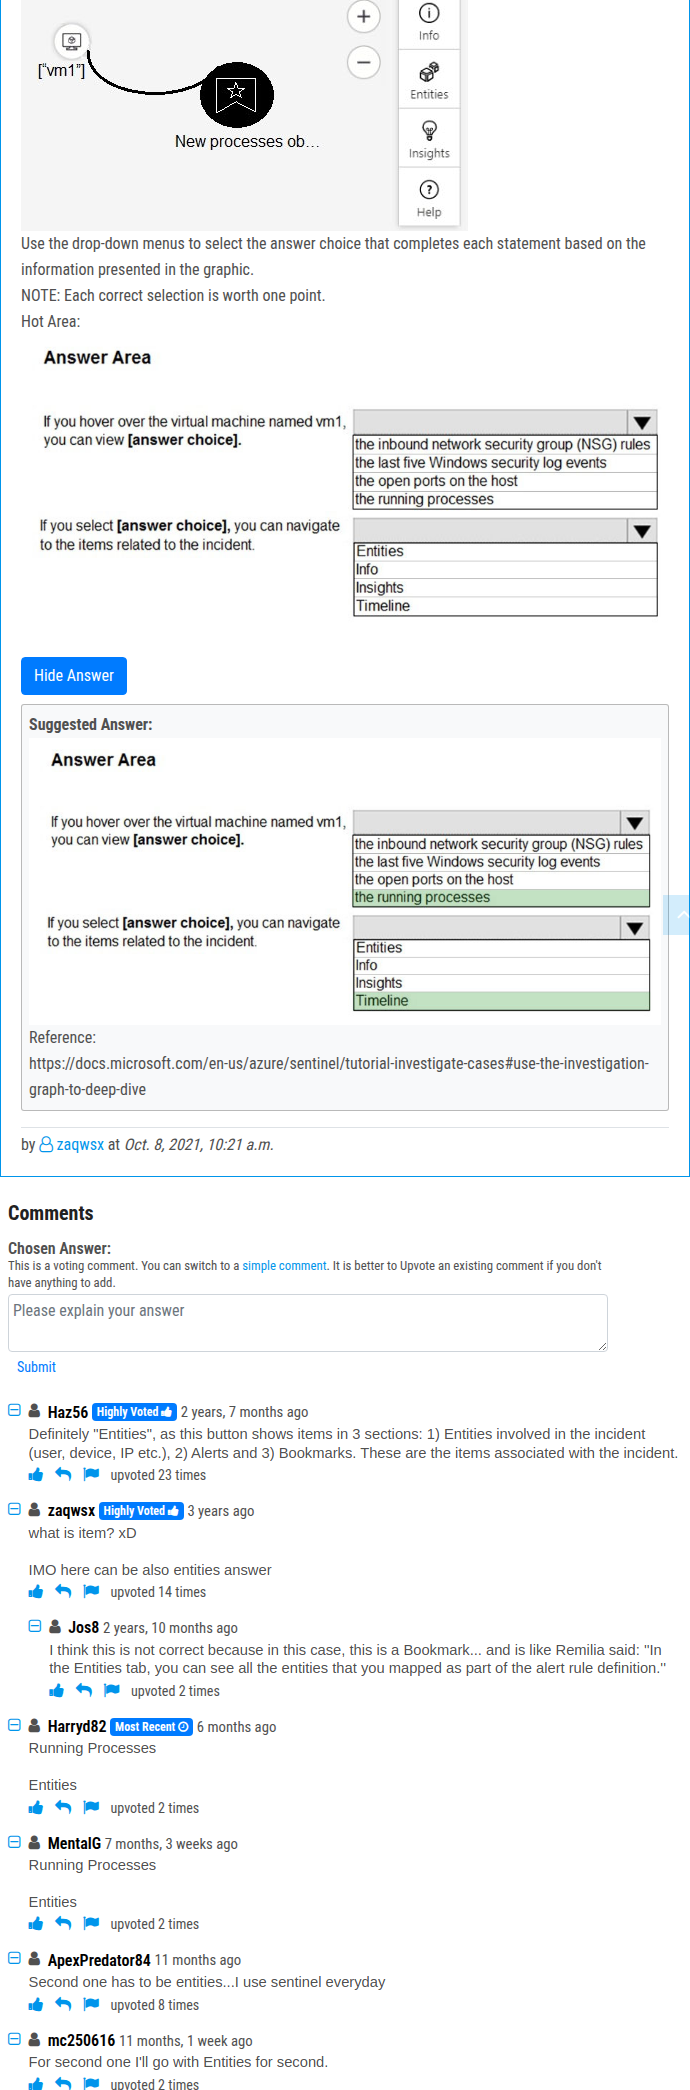 Info
["vm1"]
Entities
New processes ob...
Insights
Help
Use the drop-down menus to select the answer choice that completes each statement based on the
information presented in the graphic.
NOTE: Each correct selection is worth one point.
Hot Area:
Answer Area
If you hover over the virtual machine named vm1,
you can view [answer choice].
the inbound network security group (NSG) rules
the last five Windows security log events
the open ports on the host
the running processes
If you select [answer choice], you can navigate
to the items related to the incident.
Entities
Info
Insights
Timeline
Hide Answer
Suggested Answer:
Answer Area
If you hover over the virtual machine named vm1,
you can view [answer choice].
the inbound network security group (NSG) rules
the last five Windows security log events
the open ports on the host
the running processes
If you select [answer choice], you can navigate
to the items related to the incident.
Entities
Info
Insights
Timeline
Reference:
https://docs.microsoft.com/en-us/azure/sentinel/tutorial-investigate-cases#use-the-investigation-
graph-to-deep-dive
by zaqwsx at Oct. 8, 2021, 10:21 a.m.
Comments
Chosen Answer:
This is a voting comment. You can switch to a simple comment. It is better to Upvote an existing comment if you don't
have anything to add.
Please explain your answer
Submit
Haz56 Highly Voted 2 years, 7 months ago
Definitely "Entities", as this button shows items in 3 sections: 1) Entities involved in the incident
(user, device, IP etc.), 2) Alerts and 3) Bookmarks. These are the items associated with the incident.
upvoted 23 times
zaqwsx Highly Voted 3 years ago
what is item? xD
IMO here can be also entities answer
upvoted 14 times
Jos8 2 years, 10 months ago
I think this is not correct because in this case, this is a Bookmark... and is like Remilia said: "In
the Entities tab, you can see all the entities that you mapped as part of the alert rule definition."
upvoted 2 times
Harryd82 Most Recent 6 months ago
Running Processes
Entities
upvoted 2 times
MentalG 7 months, 3 weeks ago
Running Processes
Entities
upvoted 2 times
ApexPredator84 11 months ago
Second one has to be entities...I use sentinel everyday
upvoted 8 times
mc250616 11 months, 1 week ago
For second one I'll go with Entities for second.
upvoted 2 times